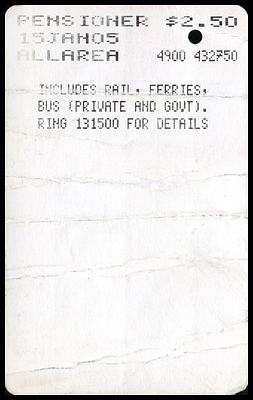 PENSIONER $2.50
15JAN05
ALLAREA 4900 432750
INCLUDES RAIL, FERRIES,
BUS (PRIVATE AND GOVT).
RING 131500 FOR DETAILS